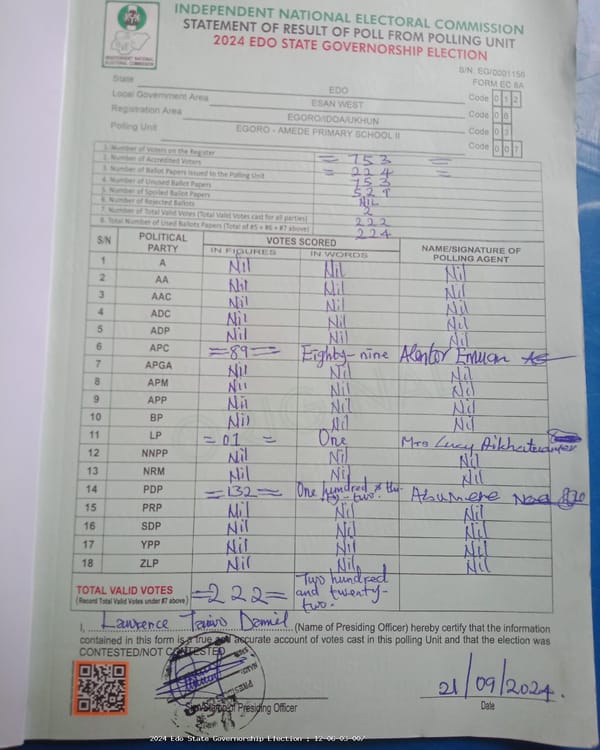 INDEPENDENT NATIONAL ELECTORAL COMMISSION
STATEMENT OF RESULT OF POLL FROM POLLING UNIT
2024 EDO STATE GOVERNORSHIP ELECTION
INDEPENDENT NATIONAL ELECTORAL COMMISSION
S/N. EG/0001156
FORM EC 8A
State EDO Code 0 1 2
Local Government Area ESAN WEST Code 0 8
Registration Area EGORO/IDOA/UKHUN Code 0 3
Polling Unit EGORO - AMEDE PRIMARY SCHOOL II Code 0 0 7
1. Number of Voters on the Register = 753 =
2. Number of Accredited Voters = 224 =
3. Number of Ballot Papers Issued to the Polling Unit 753
4. Number of Unused Ballot Papers 529
5. Number of Spoiled Ballot Papers Nil
6. Number of Rejected Ballots 2
7. Number of Total Valid Votes (Total Valid Votes cast for all parties) 222
8. Total Number of Used Ballots Papers (Total of #5 + #6 + #7 above) 224
S/N POLITICAL PARTY VOTES SCORED NAME/SIGNATURE OF POLLING AGENT
IN FIGURES IN WORDS
1 A Nil Nil Nil
2 AA Nil Nil Nil
3 AAC Nil Nil Nil
4 ADC Nil Nil Nil
5 ADP Nil Nil Nil
6 APC =89= Eighty-nine
7 APGA Nil Nil Nil
8 APM Nil Nil Nil
9 APP Nil Nil Nil
10 BP Nil Nil Nil
11 LP = 01 = One Mrs Lucy
12 NNPP Nil Nil Nil
13 NRM Nil Nil Nil
14 PDP =132= One hundred & thirty-two. Abumere
15 PRP Nil Nil Nil
16 SDP Nil Nil Nil
17 YPP Nil Nil Nil
18 ZLP Nil Nil Nil
TOTAL VALID VOTES =222= Two hundred and twenty-two.
(Record Total Valid Votes under #7 above)
I, Lawrence Daniel (Name of Presiding Officer) hereby certify that the information
contained in this form is a true and accurate account of votes cast in this polling Unit and that the election was
CONTESTED/NOT CONTESTED
21/09/2024.
Sign/Stamp of Presiding Officer Date
2024 Edo State Governorship Election : 12-06-03-007